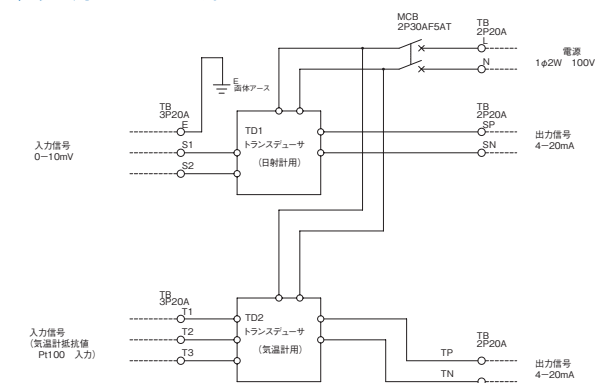 MCB
2P30AF5AT
TB
2P20A
L
N
電源
1φ2W 100V
E
函体アース
TB
3P20A
E
S1
S2
入力信号
0−10mV
TD1
トランスデューサ
(日射計用)
TB
2P20A
SP
SN
出力信号
4−20mA
TB
3P20A
T1
T2
T3
入力信号
(気温計抵抗値
Pt100 入力)
TD2
トランスデューサ
(気温計用)
TP
TN
TB
2P20A
出力信号
4−20mA